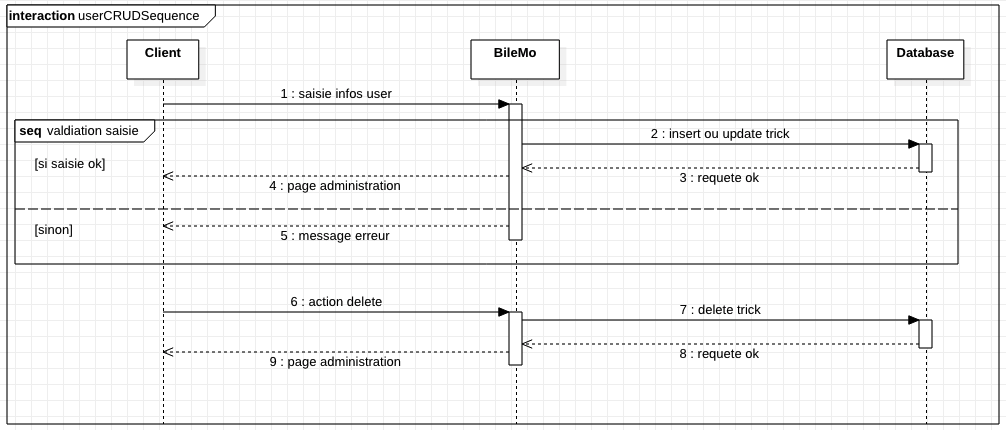 interaction userCRUDSequence
Client
BileMo
Database
1 : saisie infos user
seq valdiation saisie
2 : insert ou update trick
[si saisie ok]
3 : requete ok
4 : page administration
[sinon]
5 : message erreur
6 : action delete
7 : delete trick
8 : requete ok
9 : page administration